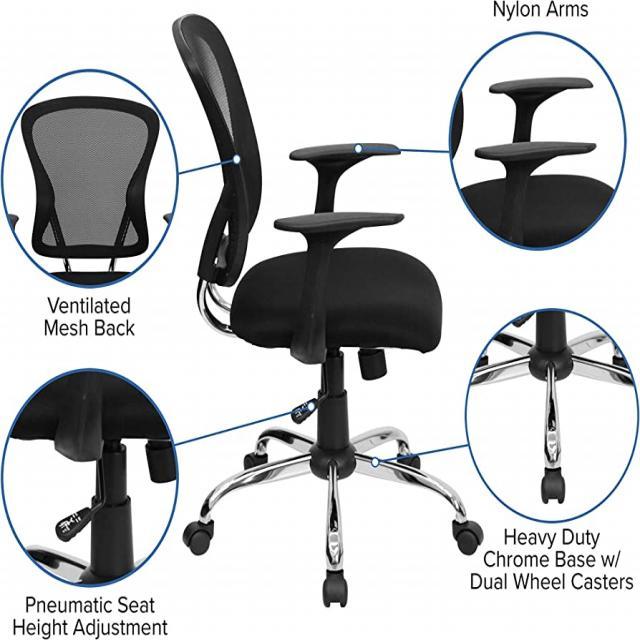 Nylon Arms
Ventilated
Mesh Back
Heavy Duty
Chrome Base w/
Dual Wheel Casters
Pneumatic Seat
Height Adjustment